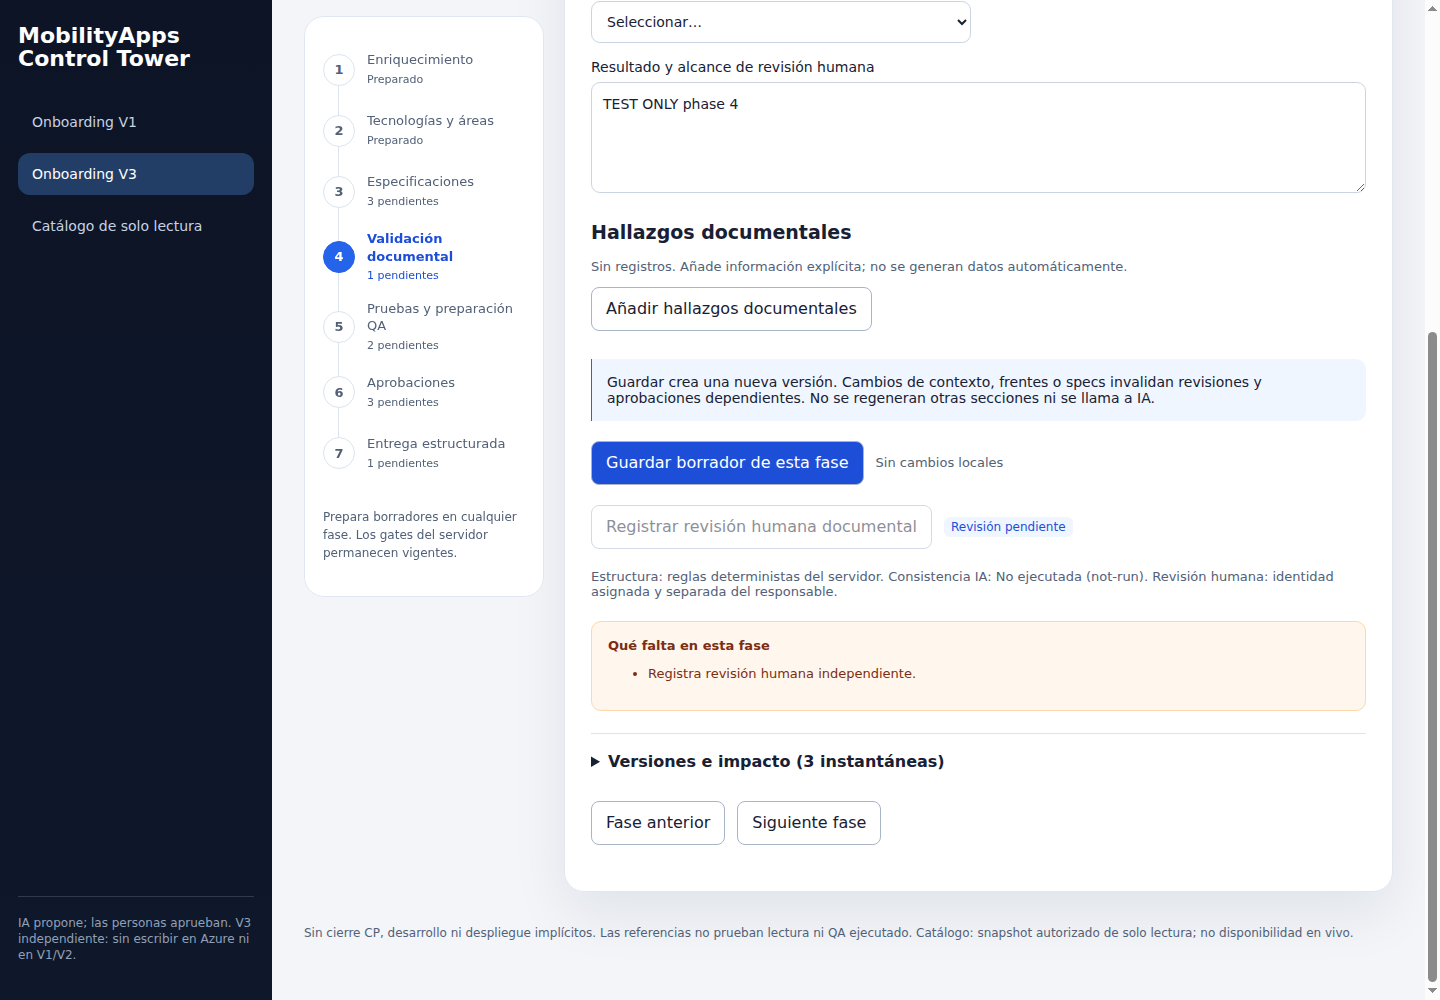 MobilityApps
Control Tower
Onboarding V1
Onboarding V3
Catálogo de solo lectura
IA propone; las personas aprueban. V3
independiente: sin escribir en Azure ni
en V1/V2.
1
Enriquecimiento
Preparado
2
Tecnologías y áreas
Preparado
3
Especificaciones
3 pendientes
4
Validación
documental
1 pendientes
5
Pruebas y preparación
QA
2 pendientes
6
Aprobaciones
3 pendientes
7
Entrega estructurada
1 pendientes
Prepara borradores en cualquier
fase. Los gates del servidor
permanecen vigentes.
Seleccionar...
Resultado y alcance de revisión humana
TEST ONLY phase 4
Hallazgos documentales
Sin registros. Añade información explícita; no se generan datos automáticamente.
Añadir hallazgos documentales
Guardar crea una nueva versión. Cambios de contexto, frentes o specs invalidan revisiones y
aprobaciones dependientes. No se regeneran otras secciones ni se llama a IA.
Guardar borrador de esta fase
Sin cambios locales
Registrar revisión humana documental
Revisión pendiente
Estructura: reglas deterministas del servidor. Consistencia IA: No ejecutada (not-run). Revisión humana: identidad
asignada y separada del responsable.
Qué falta en esta fase
• Registra revisión humana independiente.
Versiones e impacto (3 instantáneas)
Fase anterior
Siguiente fase
Sin cierre CP, desarrollo ni despliegue implícitos. Las referencias no prueban lectura ni QA ejecutado. Catálogo: snapshot autorizado de solo lectura; no disponibilidad en vivo.